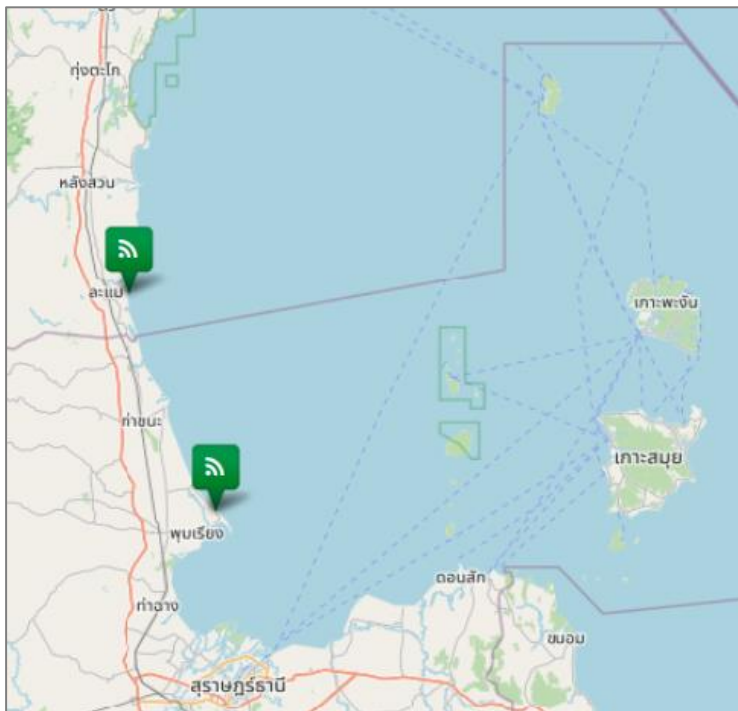 ทุ่งตะโก
หลังสวน
ละแม
เกาะพะงัน
ท่าชนะ
เกาะสมุย
พุมเรียง
ดอนสัก
ท่าฉาง
ขนอม
สุราษฎร์ธานี